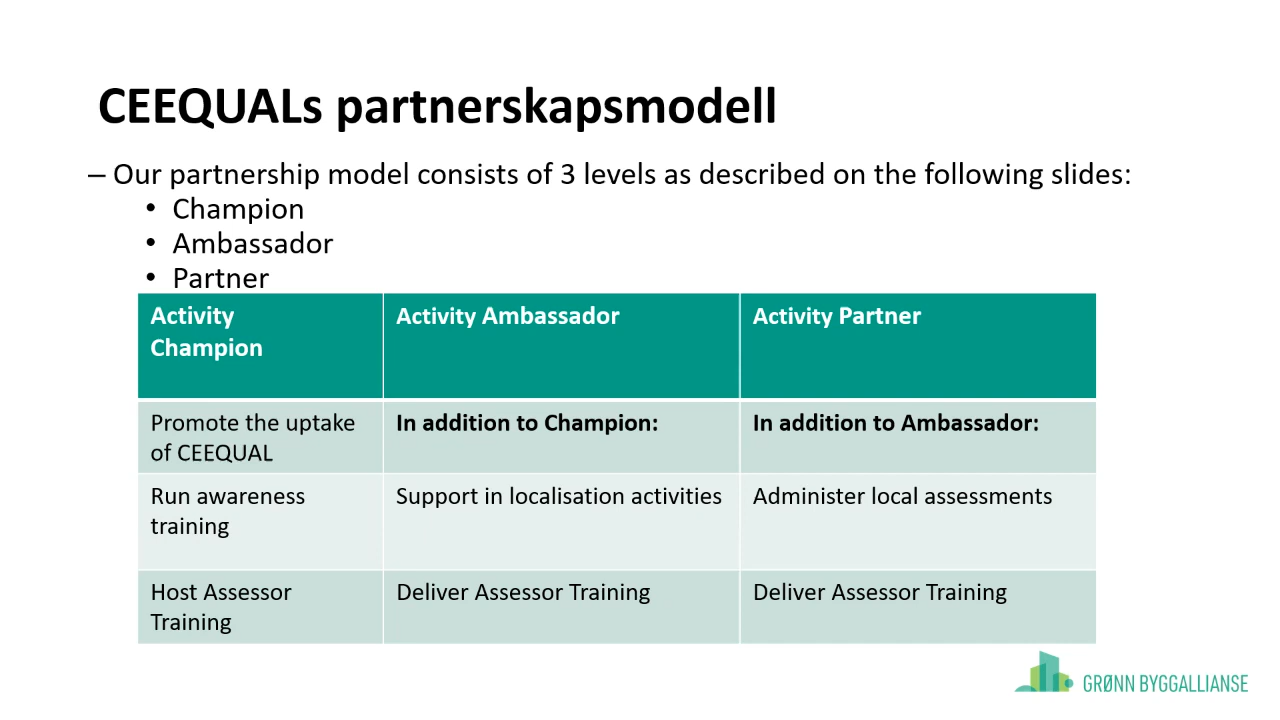 CEEQUALs partnerskapsmodell
– Our partnership model consists of 3 levels as described on the following slides:
• Champion
• Ambassador
• Partner
Activity
Champion
Activity Ambassador
Activity Partner
Promote the uptake
of CEEQUAL
In addition to Champion:
In addition to Ambassador:
Run awareness
training
Support in localisation activities
Administer local assessments
Host Assessor
Training
Deliver Assessor Training
Deliver Assessor Training
GRØNN BYGGALLIANSE